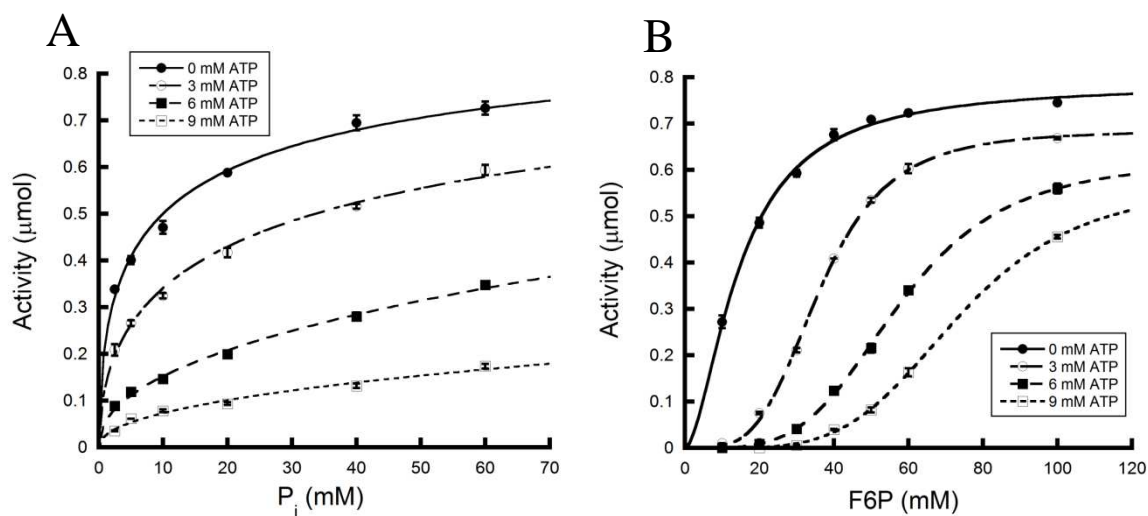 A
0 mM ATP
3 mM ATP
6 mM ATP
9 mM ATP
Activity (μmol)
0.8
0.7
0.6
0.5
0.4
0.3
0.2
0.1
0
0 10 20 30 40 50 60 70
Pi (mM)
B
Activity (μmol)
0.8
0.7
0.6
0.5
0.4
0.3
0.2
0.1
0
0 mM ATP
3 mM ATP
6 mM ATP
9 mM ATP
0 20 40 60 80 100 120
F6P (mM)